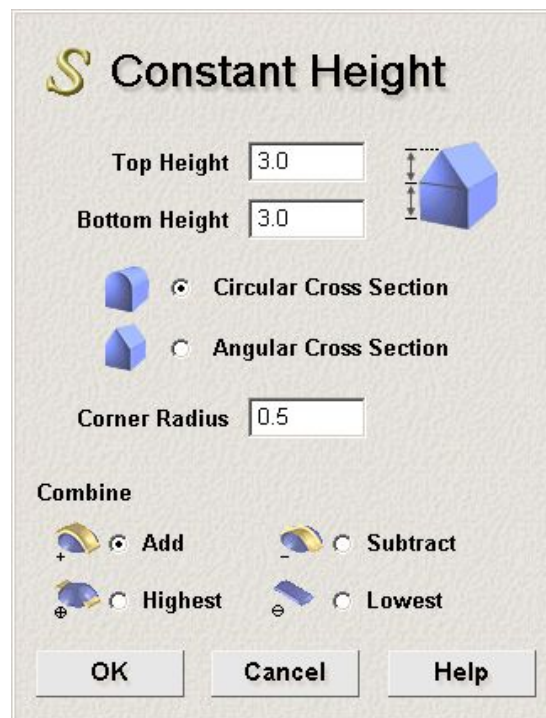 S Constant Height
Top Height 3.0
Bottom Height 3.0
Circular Cross Section
Angular Cross Section
Corner Radius 0.5
Combine
Add Subtract
Highest Lowest
OK Cancel Help